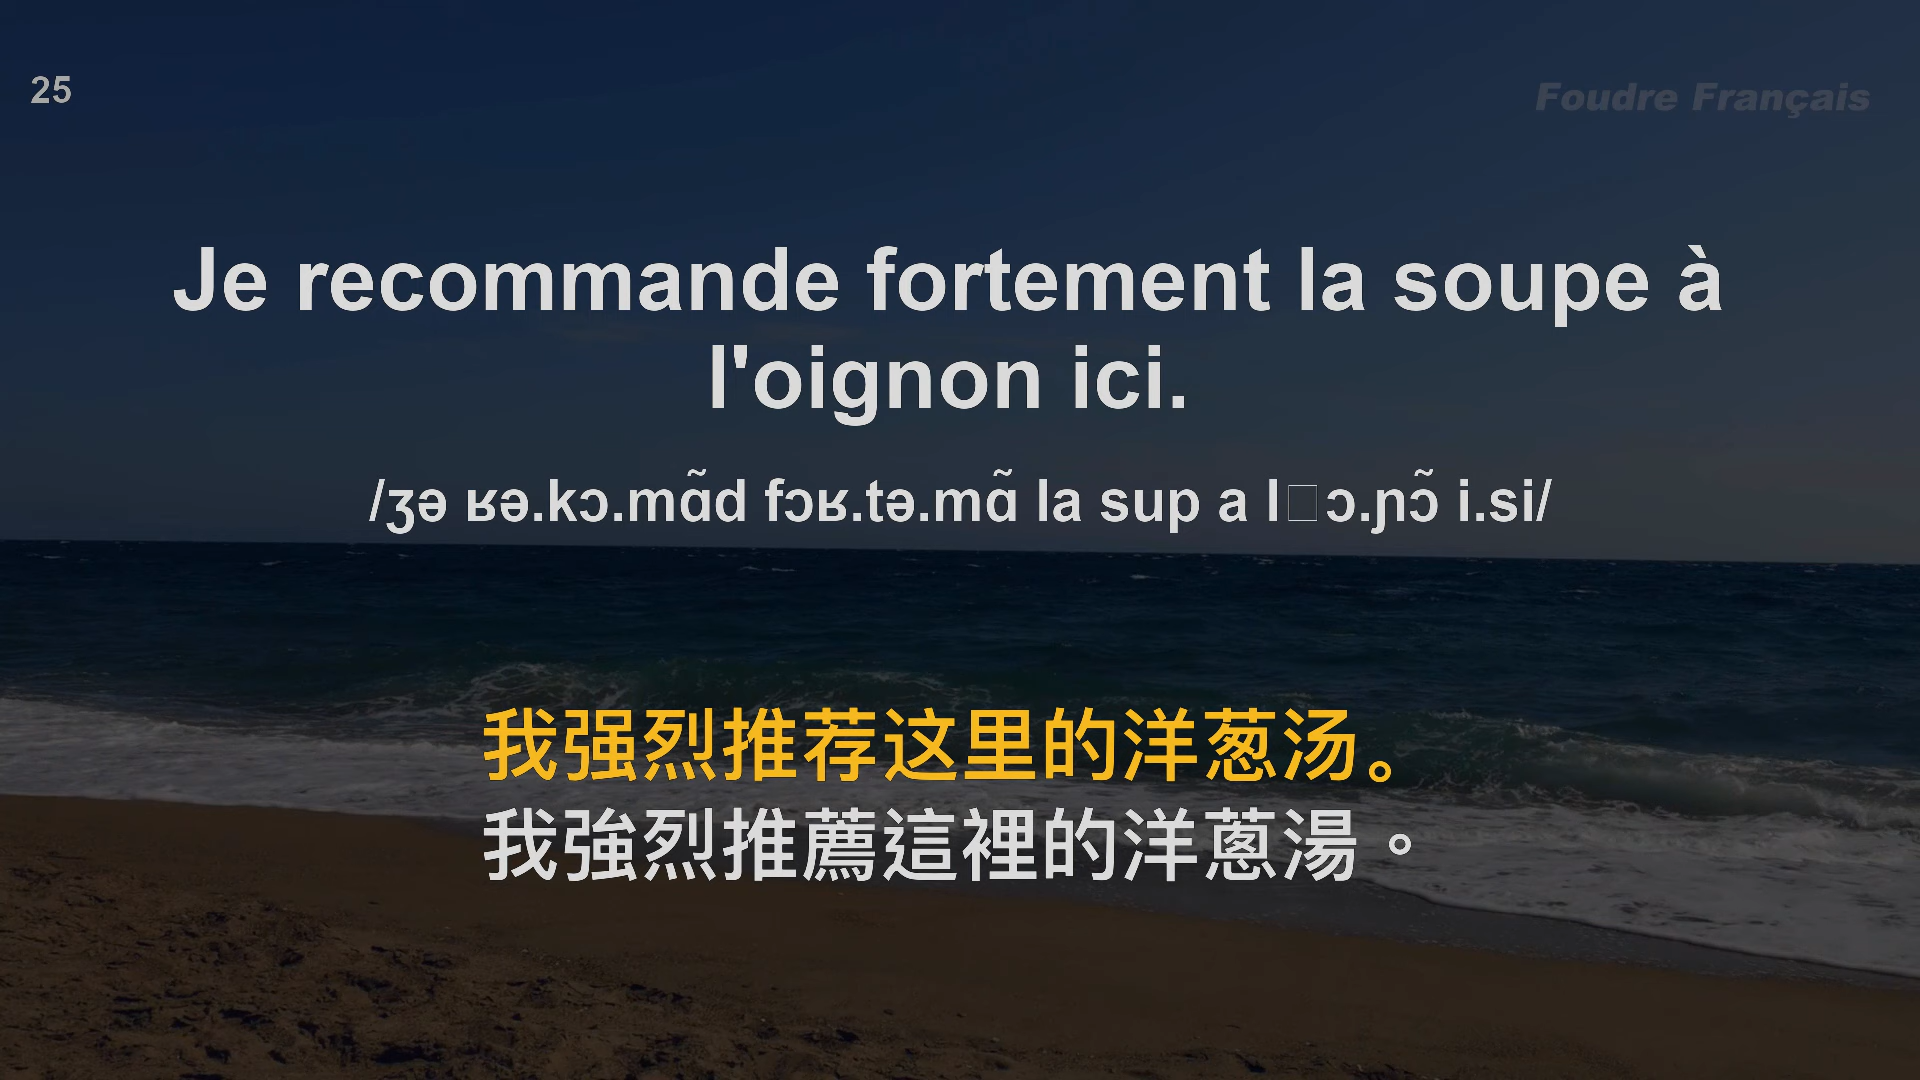 25
Foudre Français
Je recommande fortement la soupe à
l'oignon ici.
/ʒə ʁə.kɔ.mɑ̃d fɔʁ.tə.mɑ̃ la sup a l□ɔ.ɲɔ̃ i.si/
我强烈推荐这里的洋葱汤。
我強烈推薦這裡的洋蔥湯。